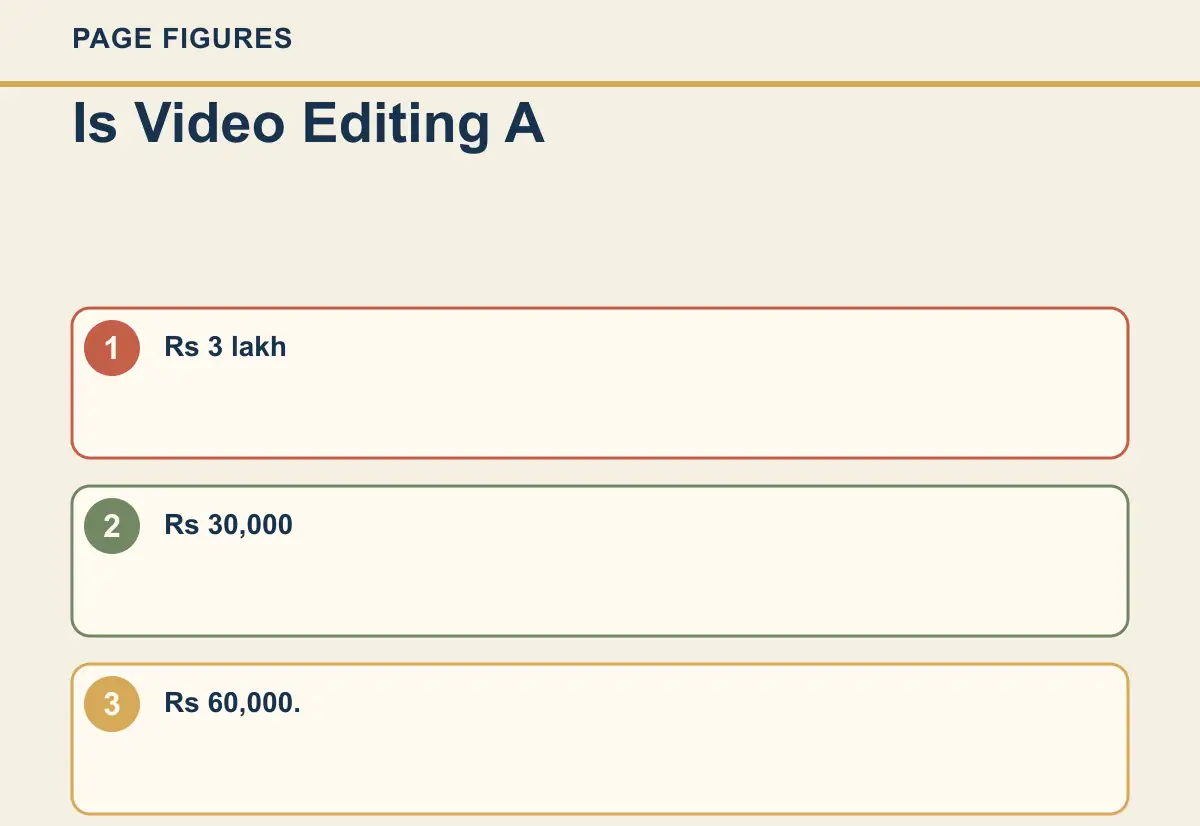 PAGE FIGURES
Is Video Editing A
1
Rs 3 lakh
2
Rs 30,000
3
Rs 60,000.